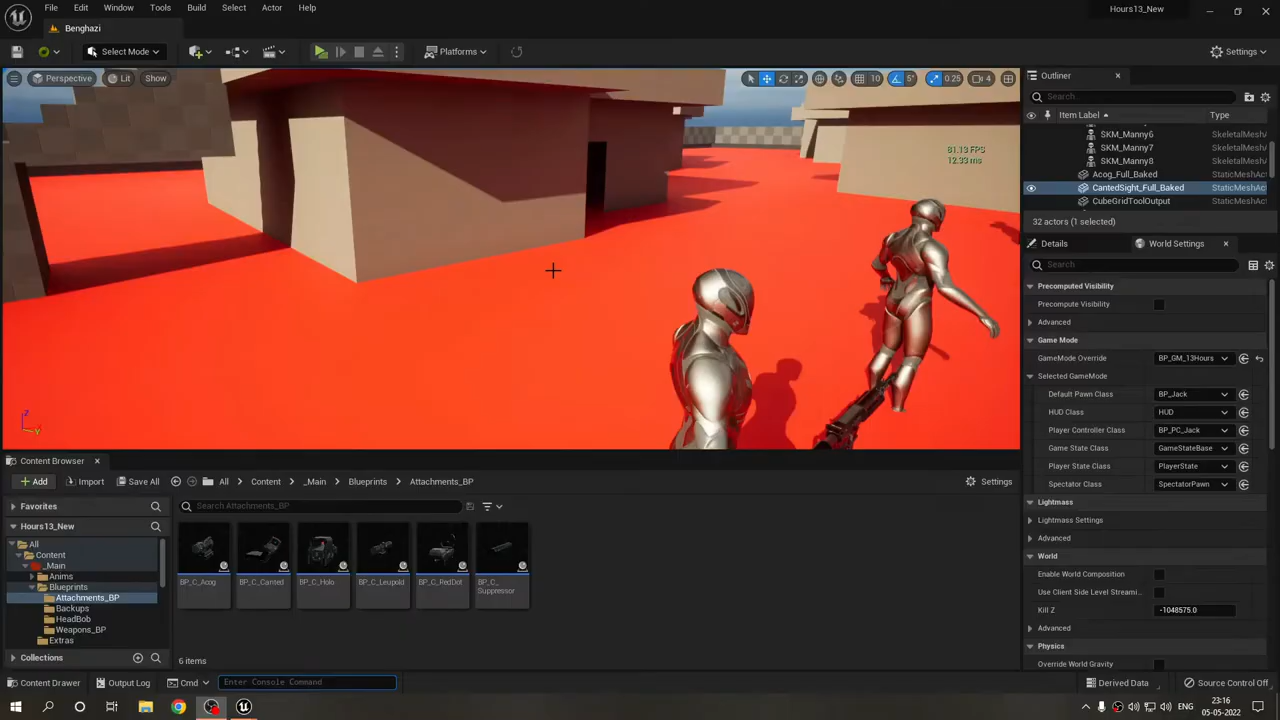 File Edit Window Tools Build Select Actor Help
Hours13_New
Benghazi
Select Mode
Platforms
Settings
Perspective Lit Show
10 5° 0.25 4
81.13 FPS
12.33 ms
Outliner
Search...
Item Label Type
SKM_Manny6 SkeletalMeshA
SKM_Manny7 SkeletalMeshA
SKM_Manny8 SkeletalMeshA
Acog_Full_Baked StaticMeshAc
CantedSight_Full_Baked StaticMeshAc
CubeGridToolOutput StaticMeshAc
32 actors (1 selected)
Details World Settings
Search
Precomputed Visibility
Precompute Visibility
Advanced
Game Mode
GameMode Override BP_GM_13Hours
Selected GameMode
Default Pawn Class BP_Jack
HUD Class HUD
Player Controller Class BP_PC_Jack
Game State Class GameStateBase
Player State Class PlayerState
Spectator Class SpectatorPawn
Lightmass
Lightmass Settings
Advanced
World
Enable World Composition
Use Client Side Level Streami...
Kill Z -1048575.0
Advanced
Physics
Override World Gravity
Content Browser
Add Import Save All All Content _Main Blueprints Attachments_BP Settings
Favorites
Search Attachments_BP
Hours13_New
All
Content
_Main
Anims
Blueprints
Attachments_BP
Backups
HeadBob
Weapons_BP
Extras
Collections
BP_C_Acog BP_C_Canted BP_C_Holo BP_C_Leupold BP_C_RedDot BP_C_
Suppressor
6 items
Content Drawer Output Log Cmd Enter Console Command Derived Data Source Control Off
ENG
23:16
05-05-2022